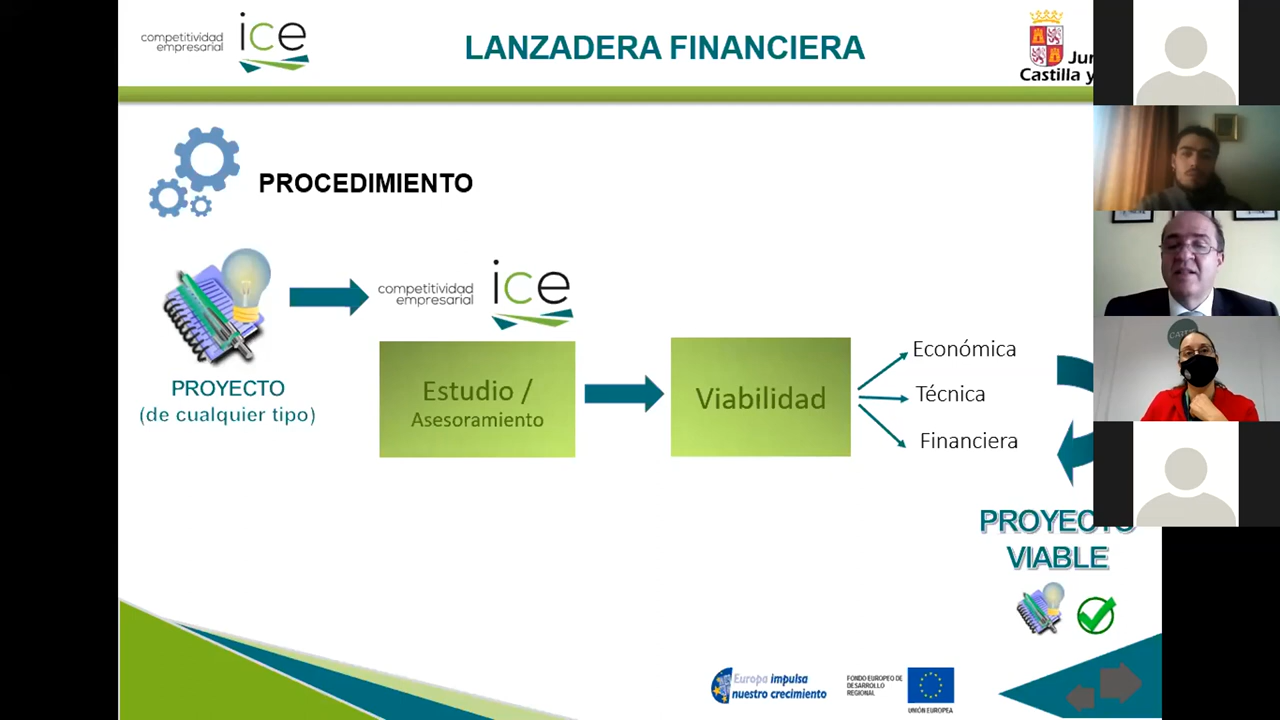 competitividad
empresarial
ice
LANZADERA FINANCIERA
Castilla y
PROCEDIMIENTO
competitividad
empresarial
ice
PROYECTO
(de cualquier tipo)
Estudio /
Asesoramiento
Viabilidad
Económica
Técnica
Financiera
PROYECTO
VIABLE
Europa impulsa
nuestro crecimiento
FONDO EUROPEO DE
DESARROLLO
REGIONAL
UNIÓN EUROPEA